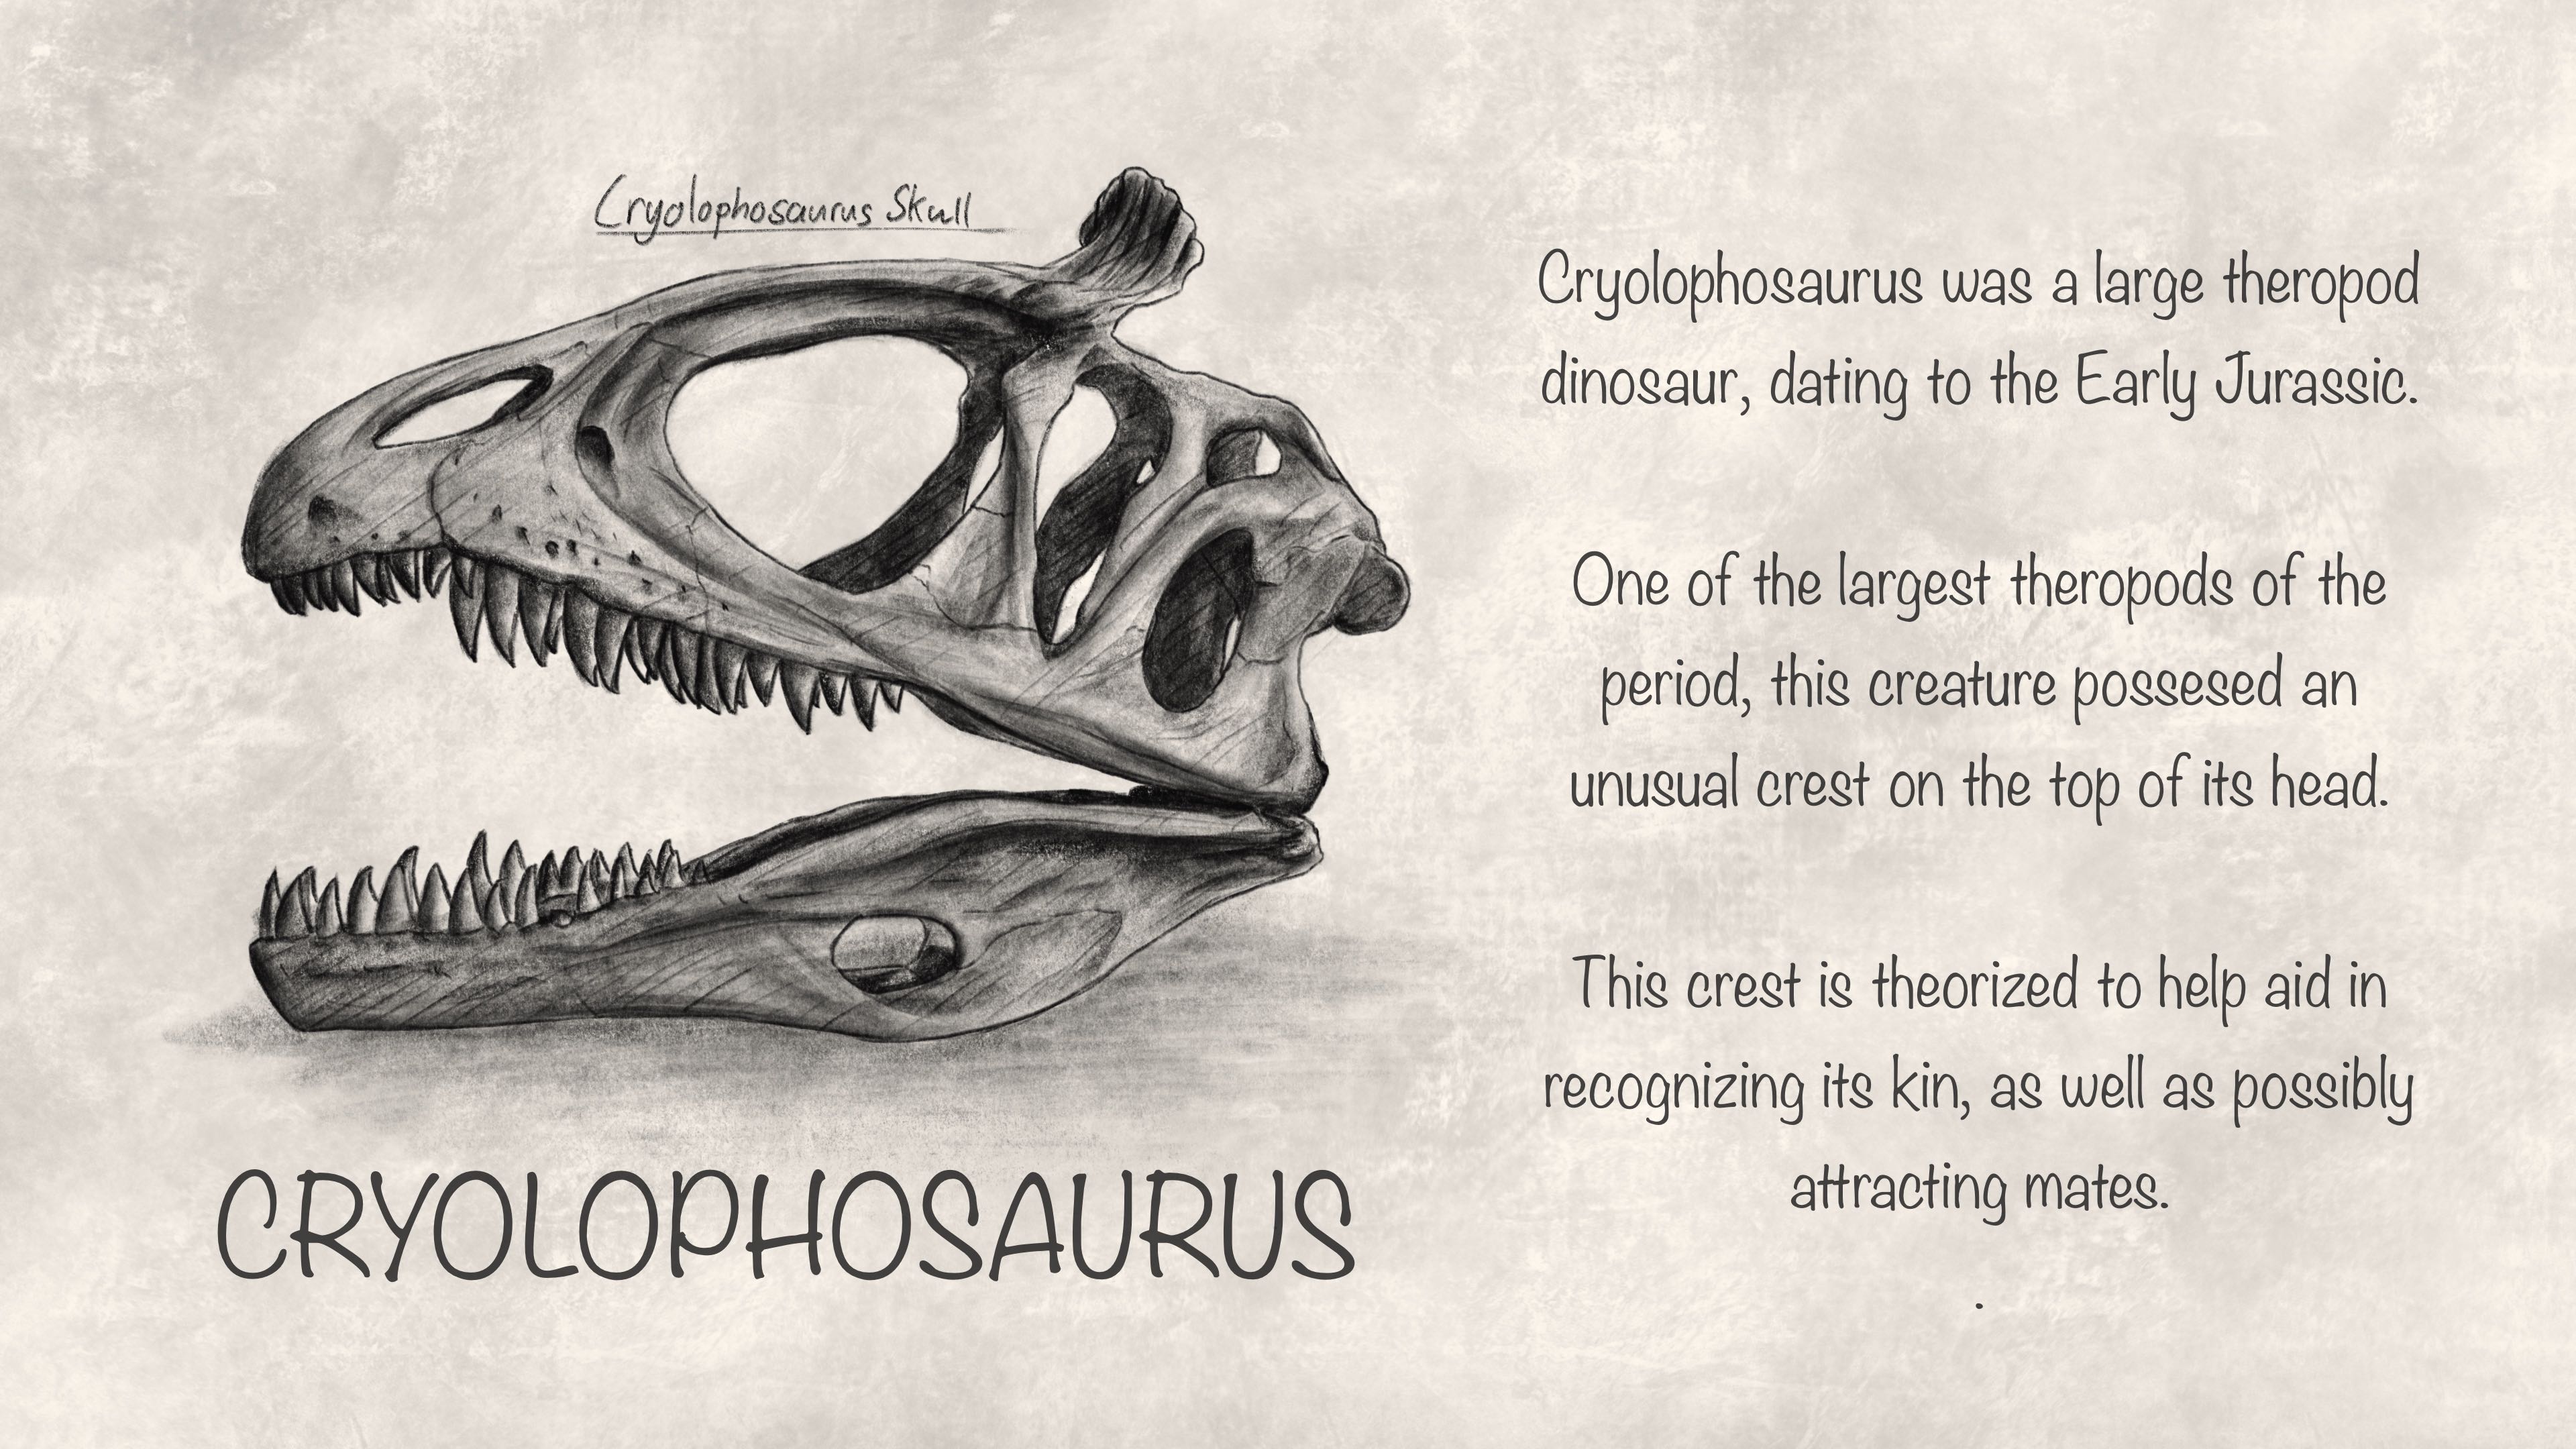 Cryolophosaurus Skull
Cryolophosaurus was a large theropod
dinosaur, dating to the Early Jurassic.
One of the largest theropods of the
period, this creature possesed an
unusual crest on the top of its head.
This crest is theorized to help aid in
recognizing its kin, as well as possibly
attracting mates.
.
CRYOLOPHOSAURUS